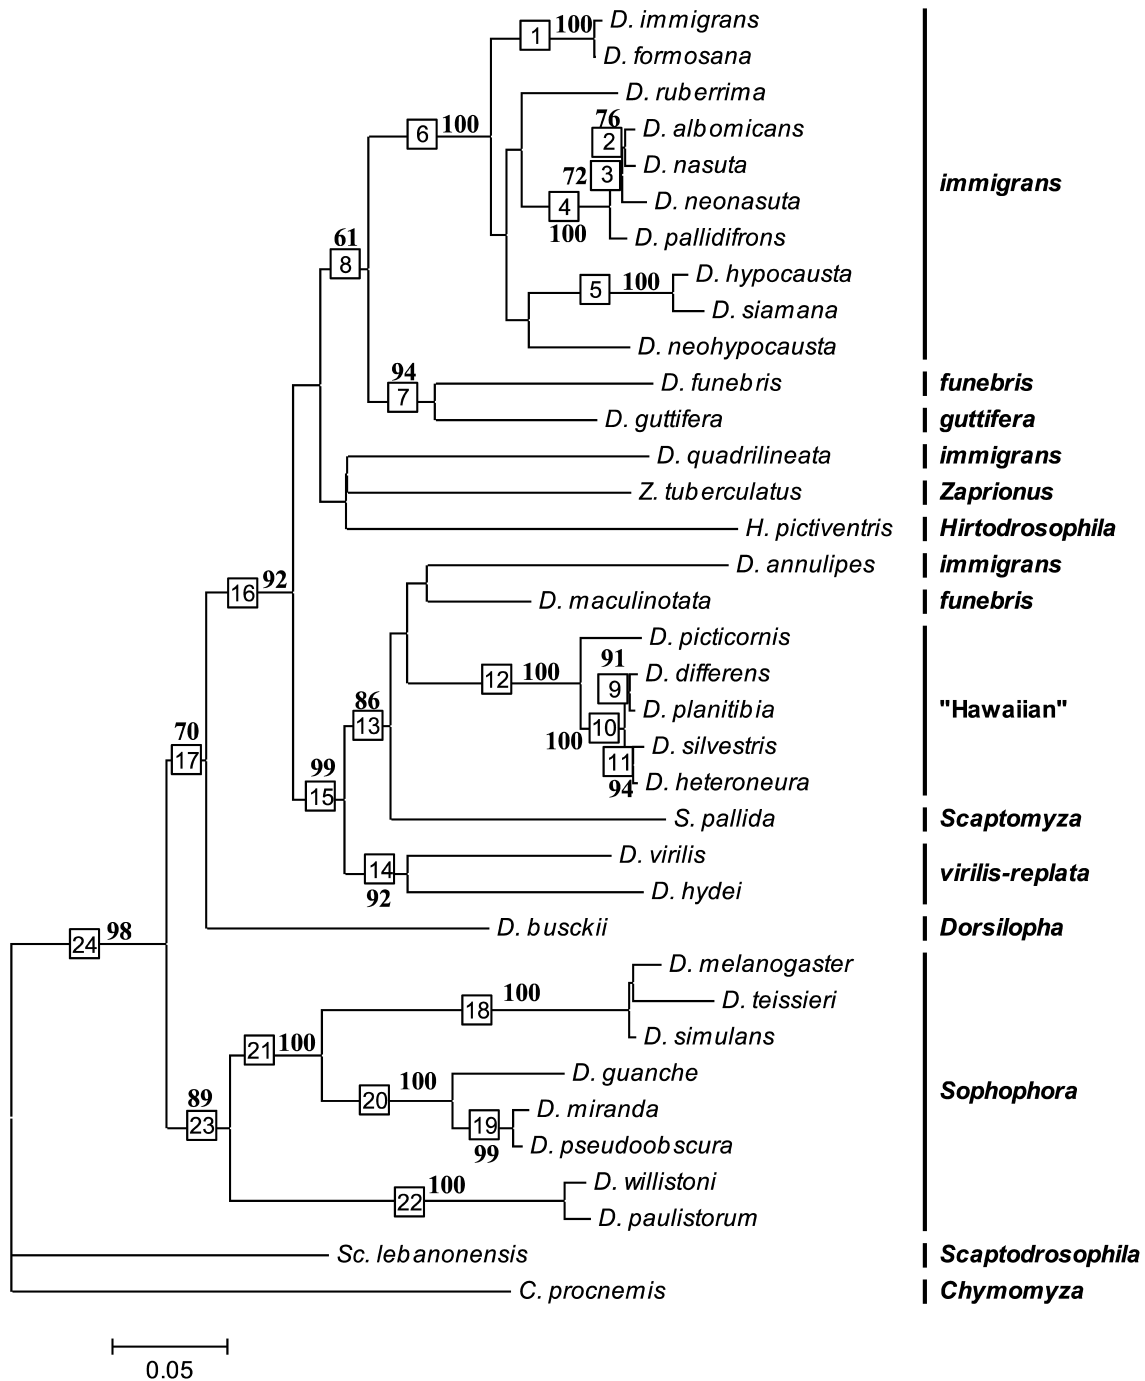 1 100 D. immigrans
D. formosana
D. ruberrima
6 100
76 D. albomicans
2
D. nasuta
72 3
immigrans
4 D. neonasuta
100 D. pallidifrons
61
8
D. hypocausta
5 100
D. siamana
D. neohypocausta
94 D. funebris funebris
7
D. guttifera guttifera
D. quadrilineata immigrans
Z. tuberculatus Zaprionus
H. pictiventris Hirtodrosophila
D. annulipes immigrans
16 92
D. maculinotata funebris
D. picticornis
91
12 100 D. differens
9
86 D. planitibia "Hawaiian"
13 10
70 100 D. silvestris
17 11
99 94 D. heteroneura
15
S. pallida Scaptomyza
D. virilis
14 virilis-replata
92 D. hydei
D. busckii Dorsilopha
24 98
D. melanogaster
18 100 D. teissieri
21 100 D. simulans
D. guanche
20 100 Sophophora
89 D. miranda
23 19
99 D. pseudoobscura
D. willistoni
22 100
D. paulistorum
Sc. lebanonensis Scaptodrosophila
C. procnemis Chymomyza
0.05